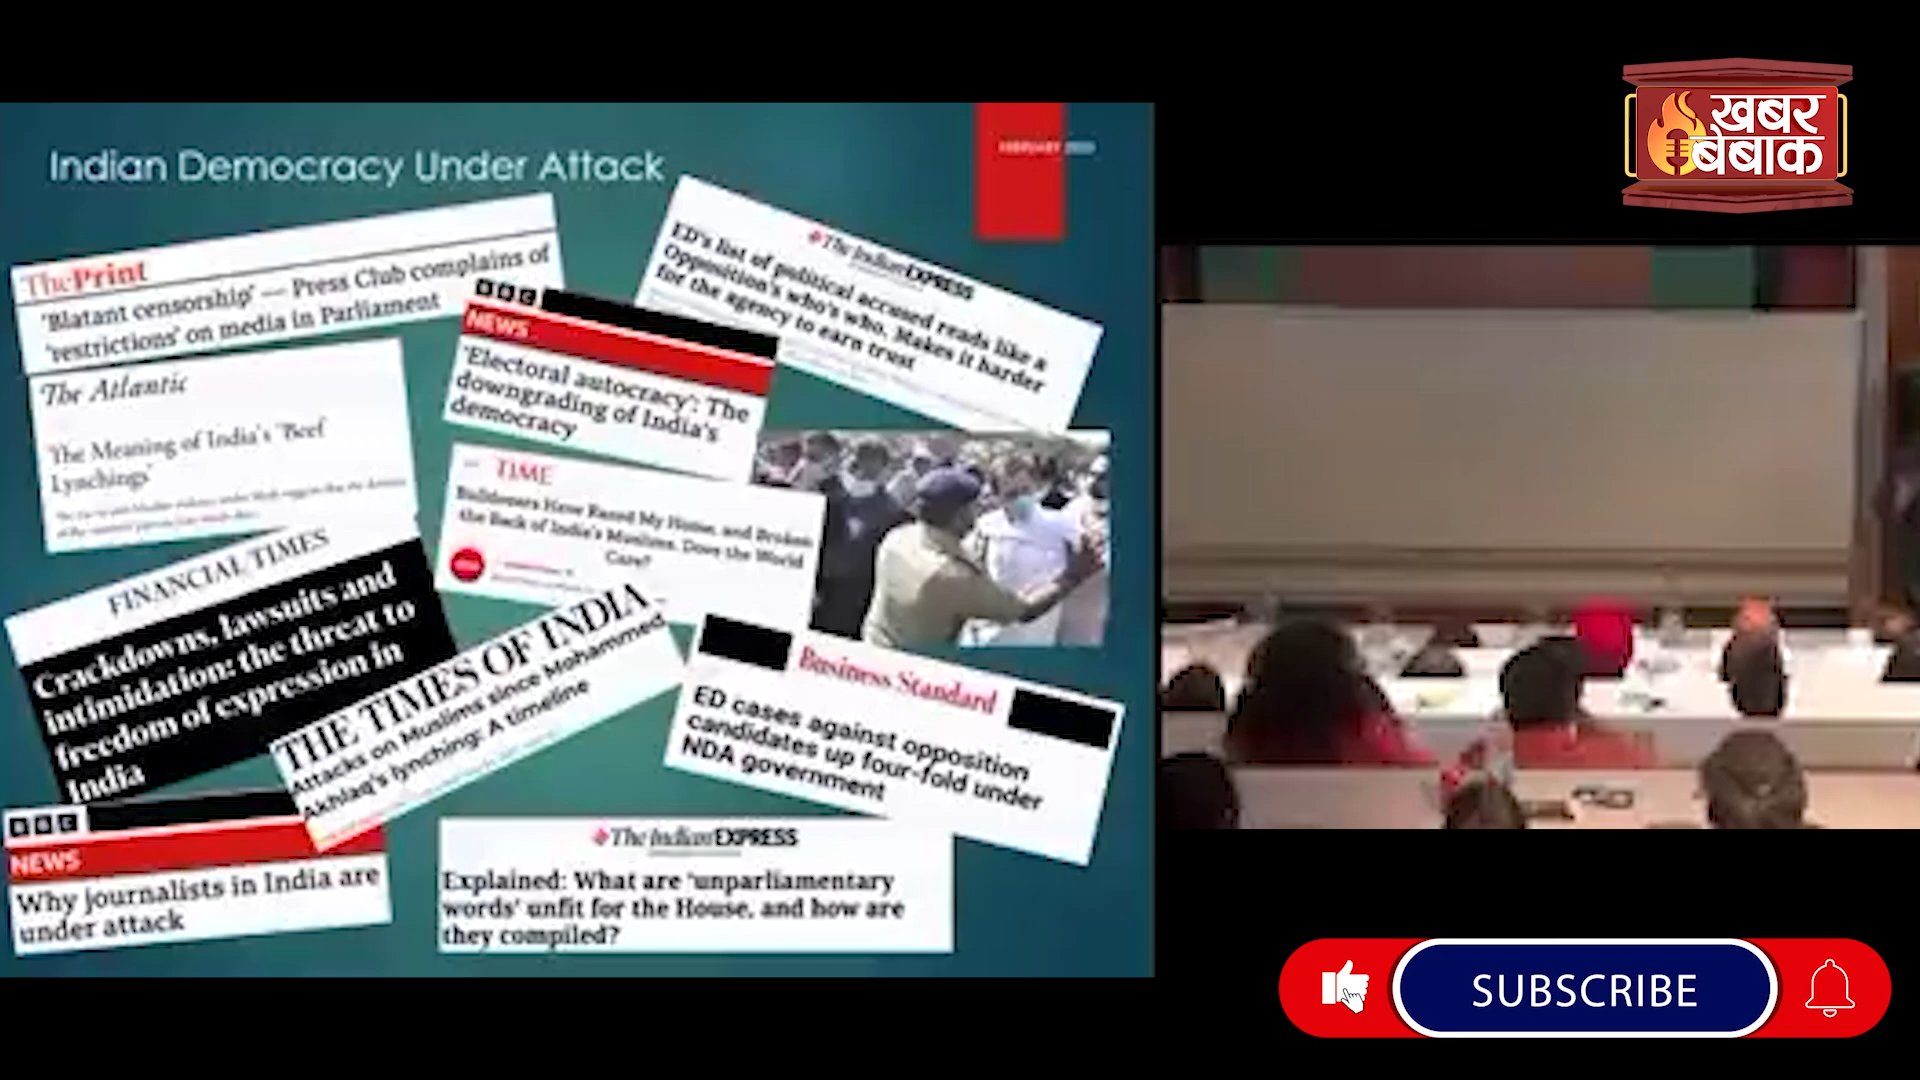 खबर
बेबाक
Indian Democracy Under Attack
FEBRUARY
ThePrint
'Blatant censorship' — Press Club complains of
'restrictions' on media in Parliament
The Indian EXPRESS
ED's list of political accused reads like a
Opposition's who's who. Makes it harder
for the agency to earn trust
BBC
NEWS
'Electoral autocracy': The
downgrading of India's
democracy
The Atlantic
The Meaning of India's 'Beef
Lynchings'
TIME
Bulldozers Have Razed My Home, and Broken
the Back of India's Muslims. Does the World
Care?
FINANCIAL TIMES
Crackdowns, lawsuits and
intimidation: the threat to
freedom of expression in
India
THE TIMES OF INDIA
Attacks on Muslims since Mohammed
Akhlaq's lynching: A timeline
Business Standard
ED cases against opposition
candidates up four-fold under
NDA government
BBC
NEWS
Why journalists in India are
under attack
The Indian EXPRESS
Explained: What are 'unparliamentary
words' unfit for the House, and how are
they compiled?
SUBSCRIBE